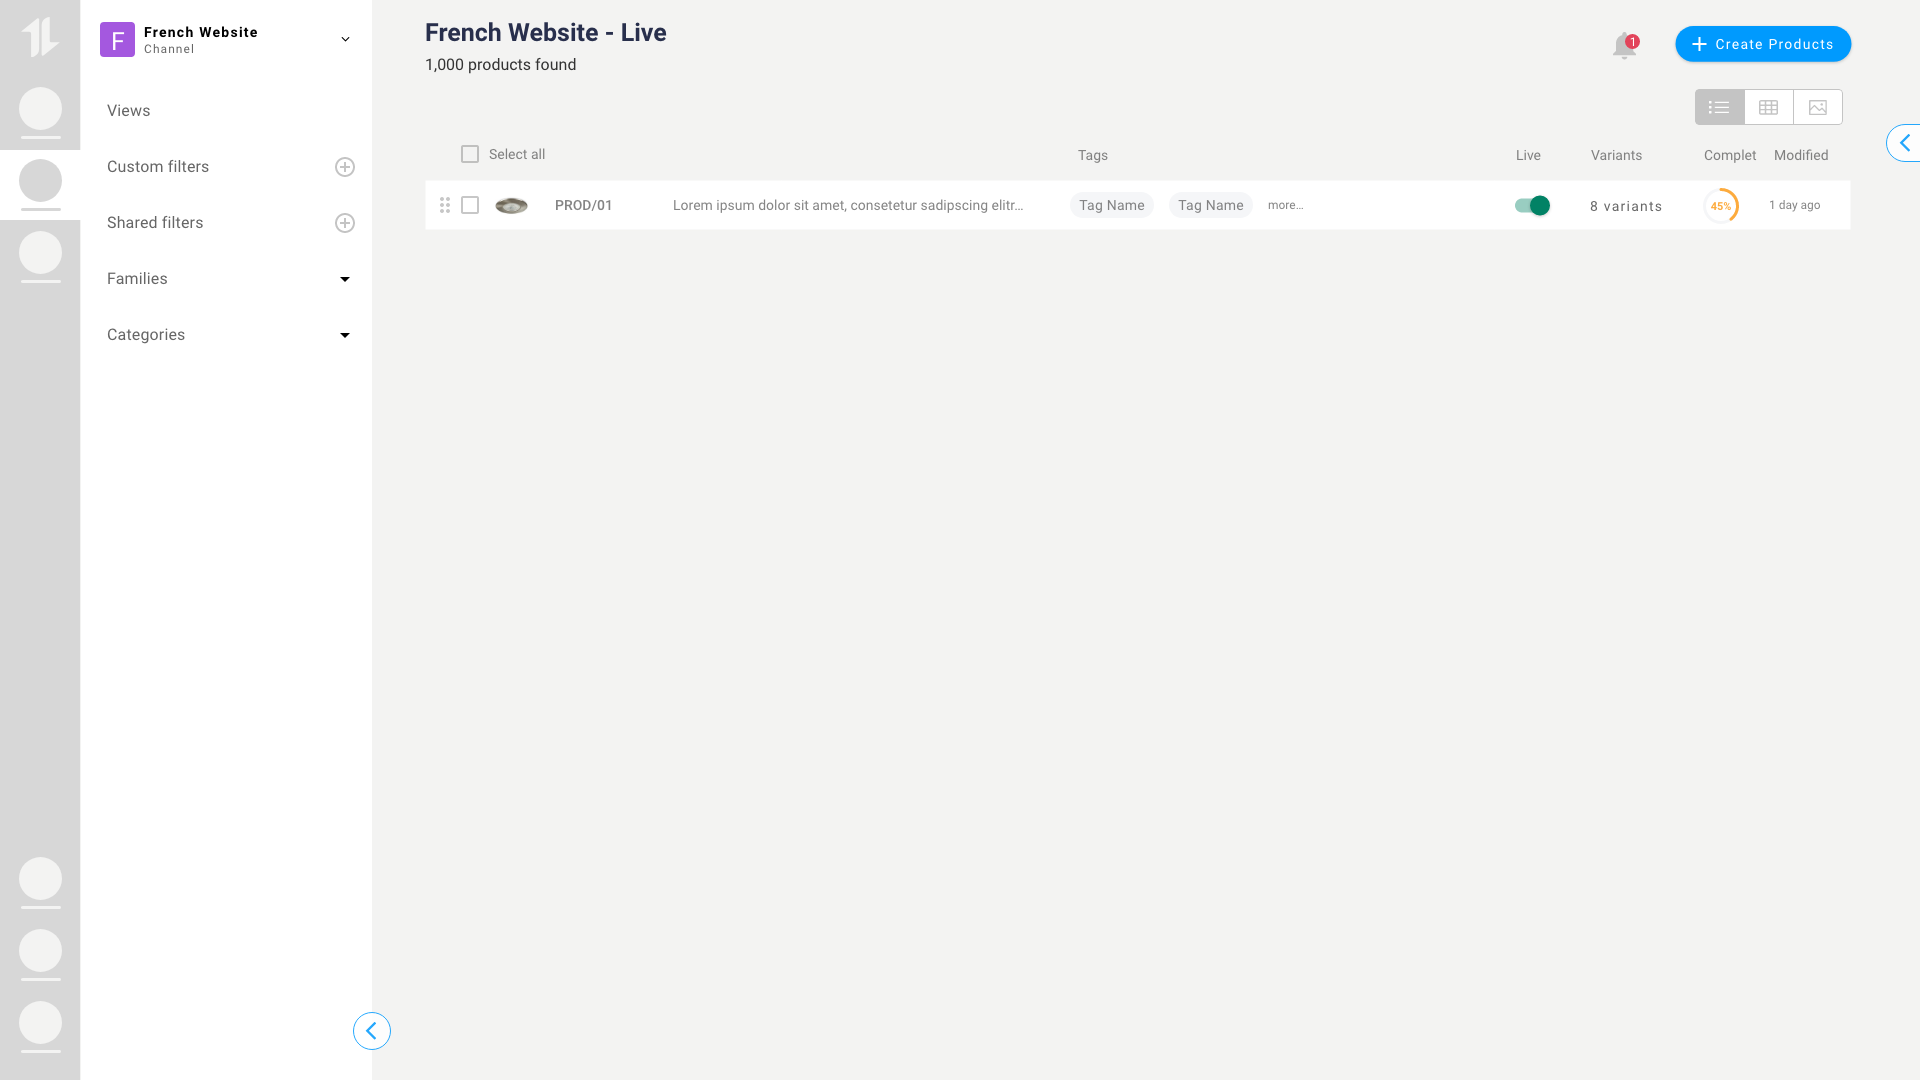 F
French Website
Channel
Views
Custom filters
Shared filters
Families
Categories
French Website - Live
1,000 products found
1
Create Products
Select all
Tags
Live
Variants
Complet
Modified
PROD/01
Lorem ipsum dolor sit amet, consetetur sadipscing elitr...
Tag Name
Tag Name
more...
8 variants
45%
1 day ago